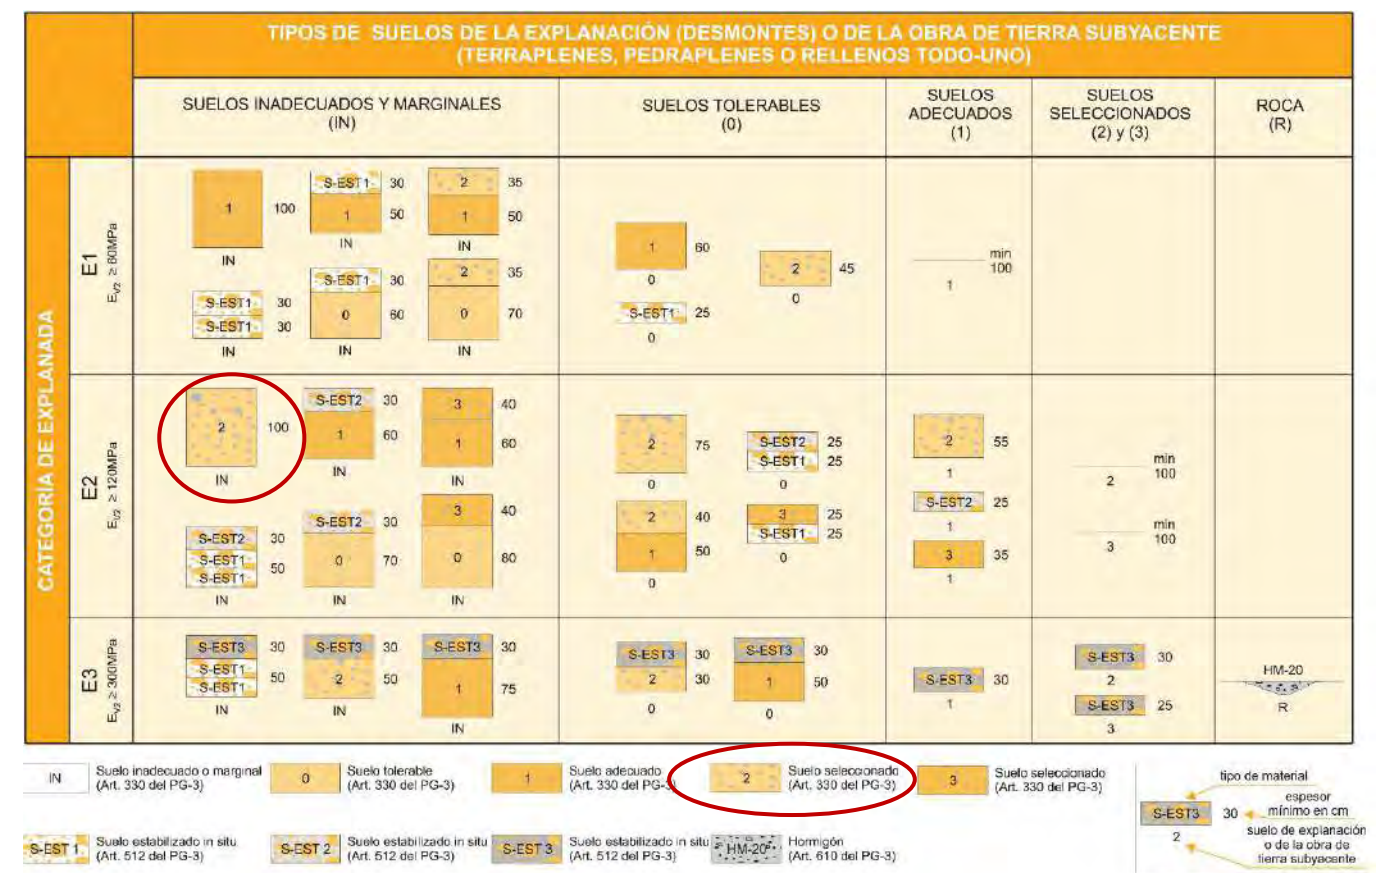 TIPOS DE SUELOS DE LA EXPLANACIÓN (DESMONTES) O DE LA OBRA DE TIERRA SUBYACENTE
(TERRAPLENES, PEDRAPLENES O RELLENOS TODO-UNO)
SUELOS INADECUADOS Y MARGINALES
(IN)
SUELOS TOLERABLES
(0)
SUELOS
ADECUADOS
(1)
SUELOS
SELECCIONADOS
(2) y (3)
ROCA
(R)
CATEGORÍA DE EXPLANADA
E1
EV2 ≥ 60MPa
1 100
IN
S-EST1 30
1 50
IN
2 35
1 50
IN
S-EST1 30
S-EST1 30
IN
S-EST1 30
0 60
IN
2 35
0 70
IN
1 60
0
2 45
0
S-EST1 25
0
min
100
1
E2
EV2 ≥ 120MPa
2 100
IN
S-EST2 30
1 60
IN
3 40
1 60
IN
S-EST2 30
S-EST1 50
S-EST1
IN
S-EST2 30
0 70
IN
3 40
0 80
IN
2 75
0
S-EST2 25
S-EST1 25
0
2 40
1 50
0
3 25
S-EST1 25
0
2 55
1
S-EST2 25
1
3 35
1
min
100
2
min
100
3
E3
EV2 ≥ 300MPa
S-EST3 30
S-EST1 50
S-EST1
IN
S-EST3 30
2 50
IN
S-EST3 30
1 75
IN
S-EST3 30
2 30
0
S-EST3 30
1 50
0
S-EST3 30
1
S-EST3 30
2
S-EST3 25
3
HM-20
R
IN Suelo inadecuado o marginal
(Art. 330 del PG-3)
0 Suelo tolerable
(Art. 330 del PG-3)
1 Suelo adecuado
(Art. 330 del PG-3)
2 Suelo seleccionado
(Art. 330 del PG-3)
3 Suelo seleccionado
(Art. 330 del PG-3)
S-EST 1 Suelo estabilizado in situ
(Art. 512 del PG-3)
S-EST 2 Suelo estabilizado in situ
(Art. 512 del PG-3)
S-EST 3 Suelo estabilizado in situ
(Art. 512 del PG-3)
HM-20 Hormigón
(Art. 610 del PG-3)
tipo de material
S-EST3 30 espesor
mínimo en cm
2 suelo de explanación
o de la obra de
tierra subyacente